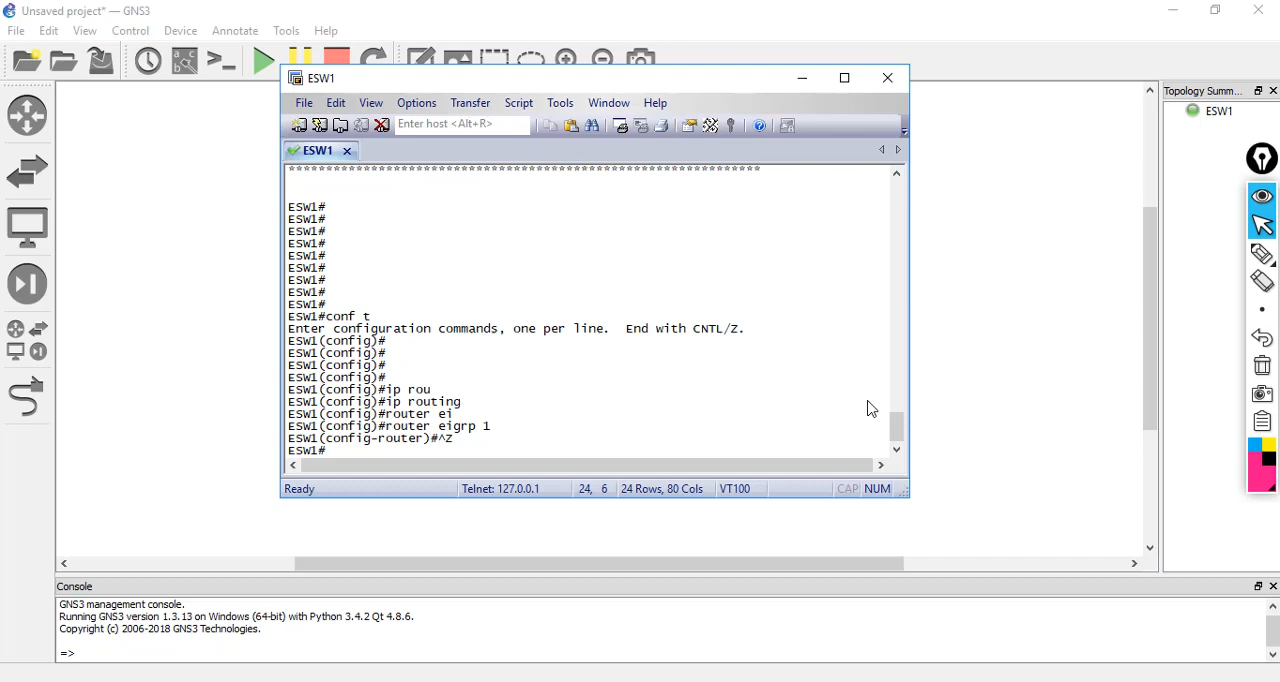 Unsaved project* — GNS3
File Edit View Control Device Annotate Tools Help
ESW1
File Edit View Options Transfer Script Tools Window Help
Enter host <Alt+R>
ESW1
***************************************************************
ESW1#
ESW1#
ESW1#
ESW1#
ESW1#
ESW1#
ESW1#
ESW1#
ESW1#
ESW1#conf t
Enter configuration commands, one per line.  End with CNTL/Z.
ESW1(config)#
ESW1(config)#
ESW1(config)#
ESW1(config)#
ESW1(config)#ip rou
ESW1(config)#ip routing
ESW1(config)#router ei
ESW1(config)#router eigrp 1
ESW1(config-router)#^Z
ESW1#
Ready Telnet: 127.0.0.1 24, 6 24 Rows, 80 Cols VT100 CAP NUM
Topology Summ...
ESW1
Console
GNS3 management console.
Running GNS3 version 1.3.13 on Windows (64-bit) with Python 3.4.2 Qt 4.8.6.
Copyright (c) 2006-2018 GNS3 Technologies.
=>